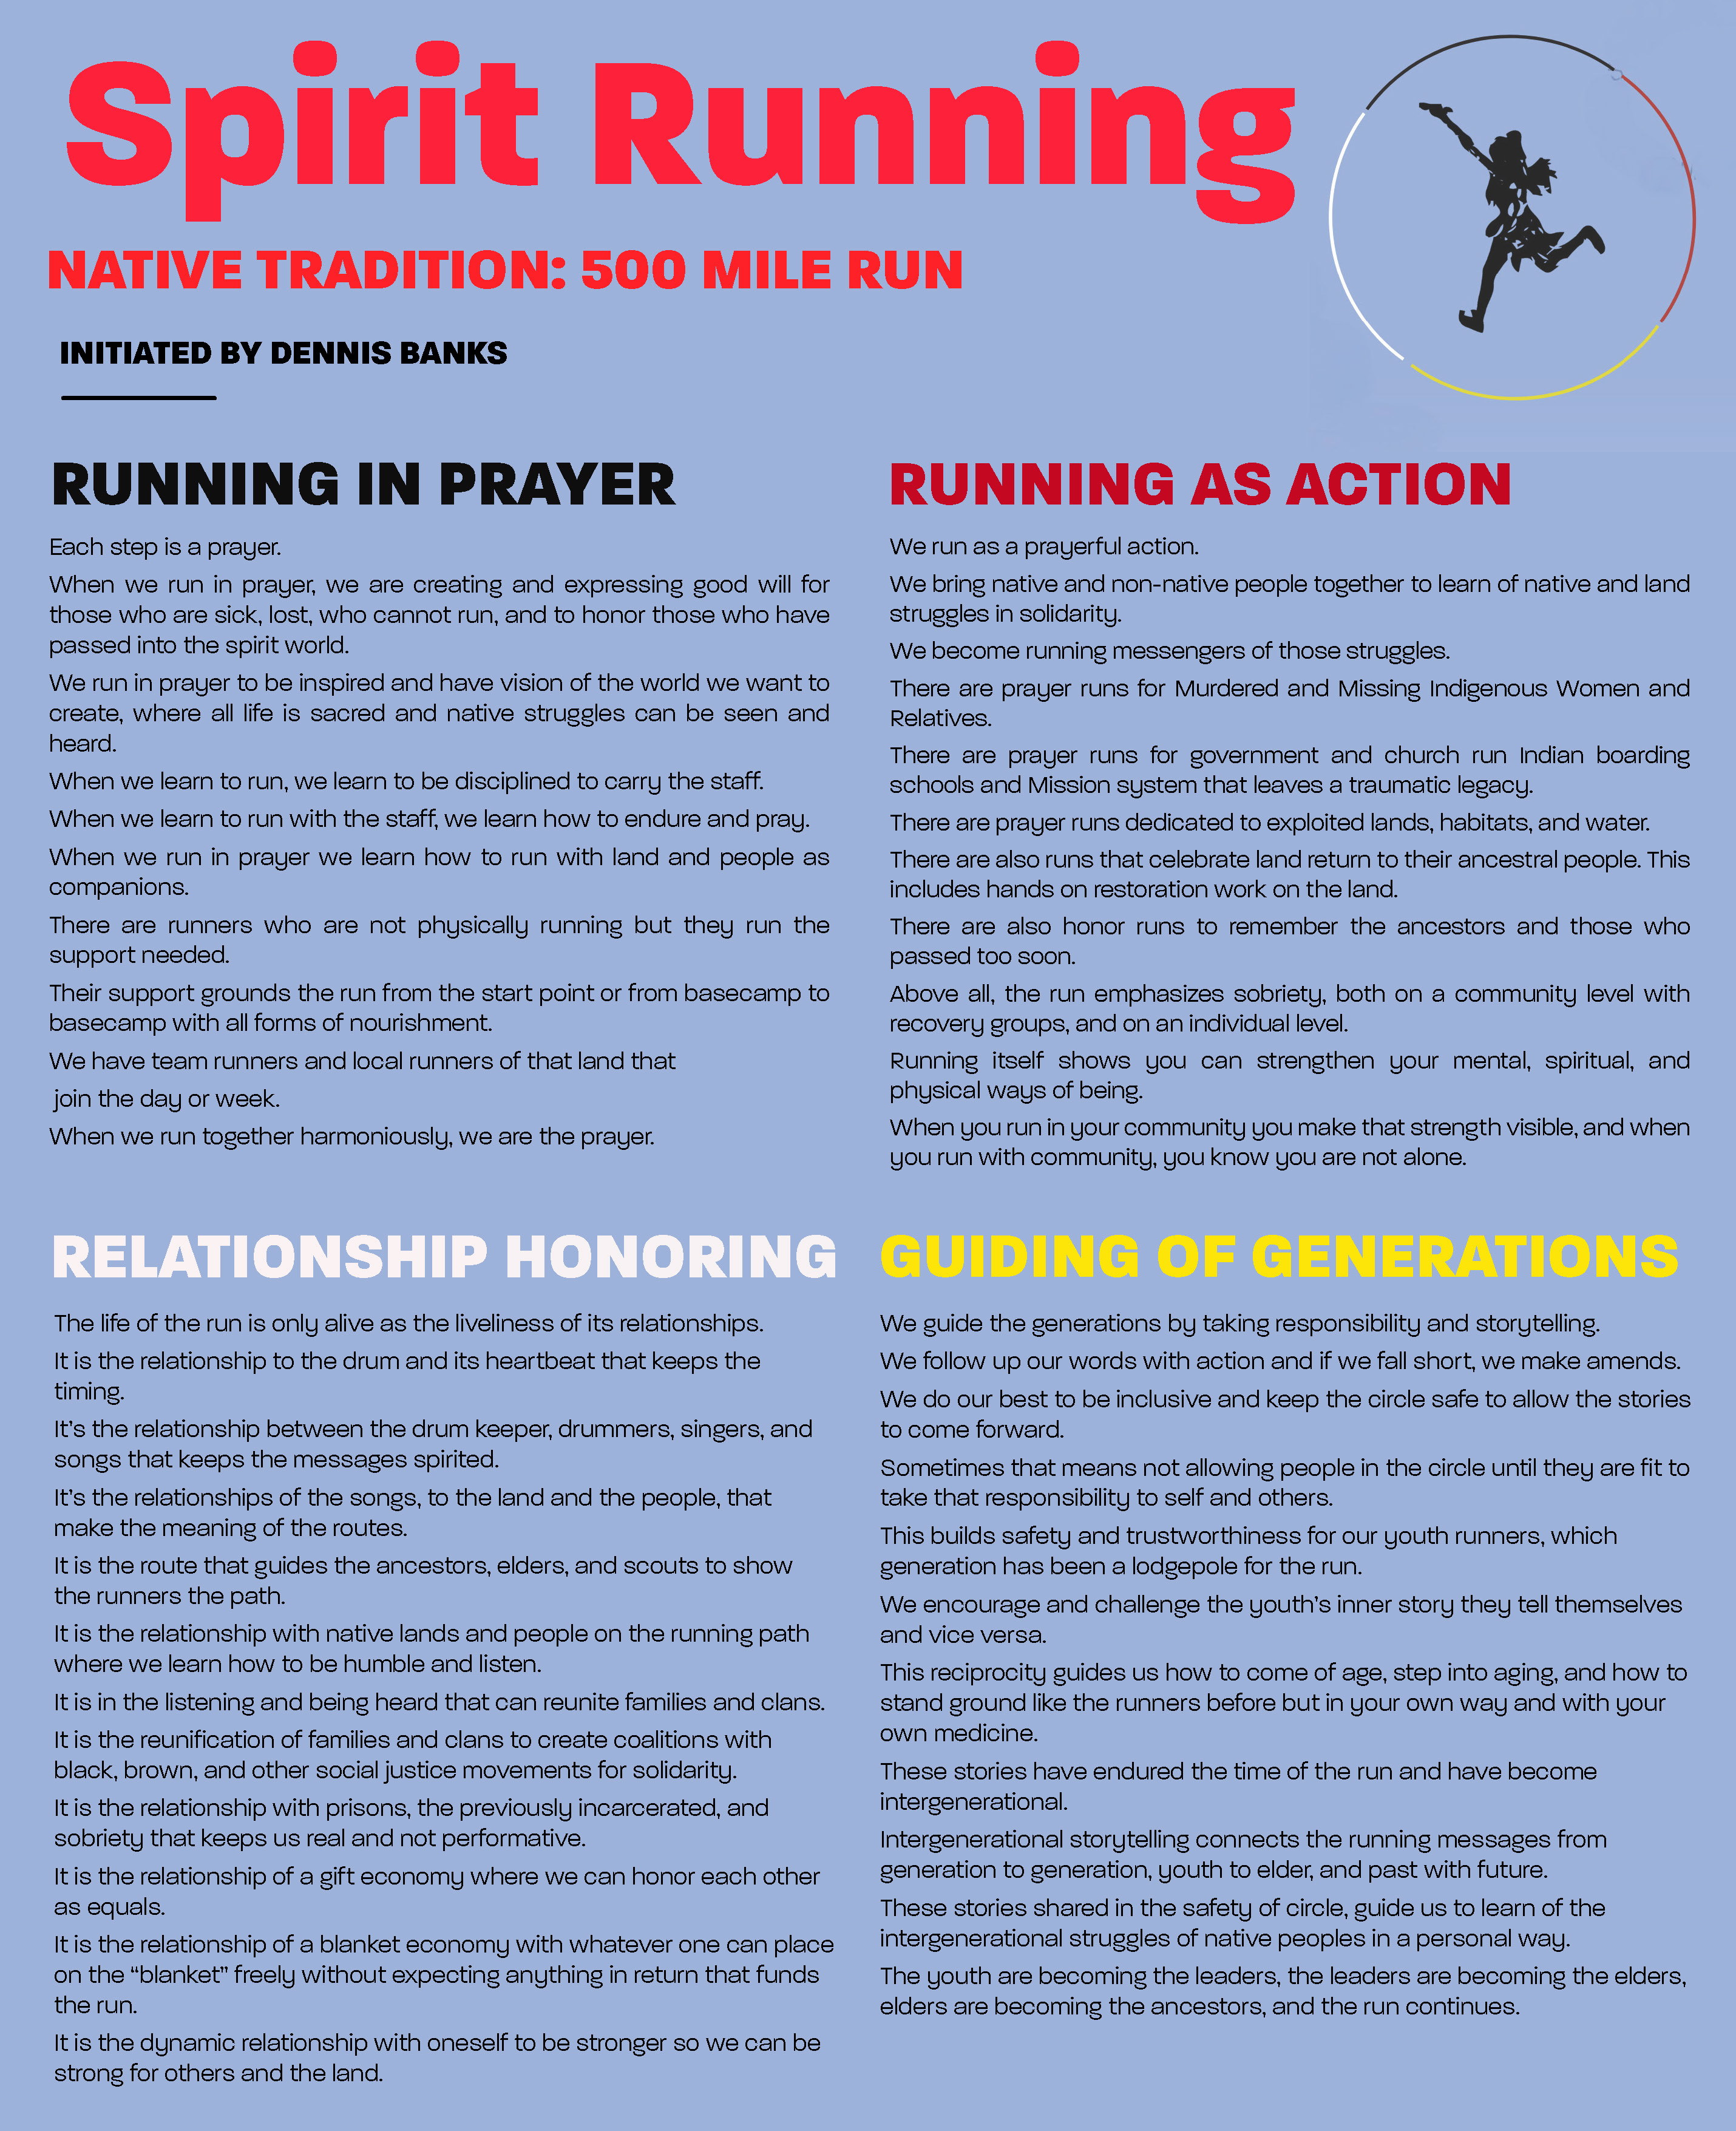 Spirit Running
NATIVE TRADITION: 500 MILE RUN
INITIATED BY DENNIS BANKS
RUNNING IN PRAYER
Each step is a prayer.
When we run in prayer, we are creating and expressing good will for
those who are sick, lost, who cannot run, and to honor those who have
passed into the spirit world.
We run in prayer to be inspired and have vision of the world we want to
create, where all life is sacred and native struggles can be seen and
heard.
When we learn to run, we learn to be disciplined to carry the staff.
When we learn to run with the staff, we learn how to endure and pray.
When we run in prayer we learn how to run with land and people as
companions.
There are runners who are not physically running but they run the
support needed.
Their support grounds the run from the start point or from basecamp to
basecamp with all forms of nourishment.
We have team runners and local runners of that land that
join the day or week.
When we run together harmoniously, we are the prayer.
RUNNING AS ACTION
We run as a prayerful action.
We bring native and non-native people together to learn of native and land
struggles in solidarity.
We become running messengers of those struggles.
There are prayer runs for Murdered and Missing Indigenous Women and
Relatives.
There are prayer runs for government and church run Indian boarding
schools and Mission system that leaves a traumatic legacy.
There are prayer runs dedicated to exploited lands, habitats, and water.
There are also runs that celebrate land return to their ancestral people. This
includes hands on restoration work on the land.
There are also honor runs to remember the ancestors and those who
passed too soon.
Above all, the run emphasizes sobriety, both on a community level with
recovery groups, and on an individual level.
Running itself shows you can strengthen your mental, spiritual, and
physical ways of being.
When you run in your community you make that strength visible, and when
you run with community, you know you are not alone.
RELATIONSHIP HONORING
The life of the run is only alive as the liveliness of its relationships.
It is the relationship to the drum and its heartbeat that keeps the
timing.
It's the relationship between the drum keeper, drummers, singers, and
songs that keeps the messages spirited.
It's the relationships of the songs, to the land and the people, that
make the meaning of the routes.
It is the route that guides the ancestors, elders, and scouts to show
the runners the path.
It is the relationship with native lands and people on the running path
where we learn how to be humble and listen.
It is in the listening and being heard that can reunite families and clans.
It is the reunification of families and clans to create coalitions with
black, brown, and other social justice movements for solidarity.
It is the relationship with prisons, the previously incarcerated, and
sobriety that keeps us real and not performative.
It is the relationship of a gift economy where we can honor each other
as equals.
It is the relationship of a blanket economy with whatever one can place
on the “blanket” freely without expecting anything in return that funds
the run.
It is the dynamic relationship with oneself to be stronger so we can be
strong for others and the land.
GUIDING OF GENERATIONS
We guide the generations by taking responsibility and storytelling.
We follow up our words with action and if we fall short, we make amends.
We do our best to be inclusive and keep the circle safe to allow the stories
to come forward.
Sometimes that means not allowing people in the circle until they are fit to
take that responsibility to self and others.
This builds safety and trustworthiness for our youth runners, which
generation has been a lodgepole for the run.
We encourage and challenge the youth's inner story they tell themselves
and vice versa.
This reciprocity guides us how to come of age, step into aging, and how to
stand ground like the runners before but in your own way and with your
own medicine.
These stories have endured the time of the run and have become
intergenerational.
Intergenerational storytelling connects the running messages from
generation to generation, youth to elder, and past with future.
These stories shared in the safety of circle, guide us to learn of the
intergenerational struggles of native peoples in a personal way.
The youth are becoming the leaders, the leaders are becoming the elders,
elders are becoming the ancestors, and the run continues.